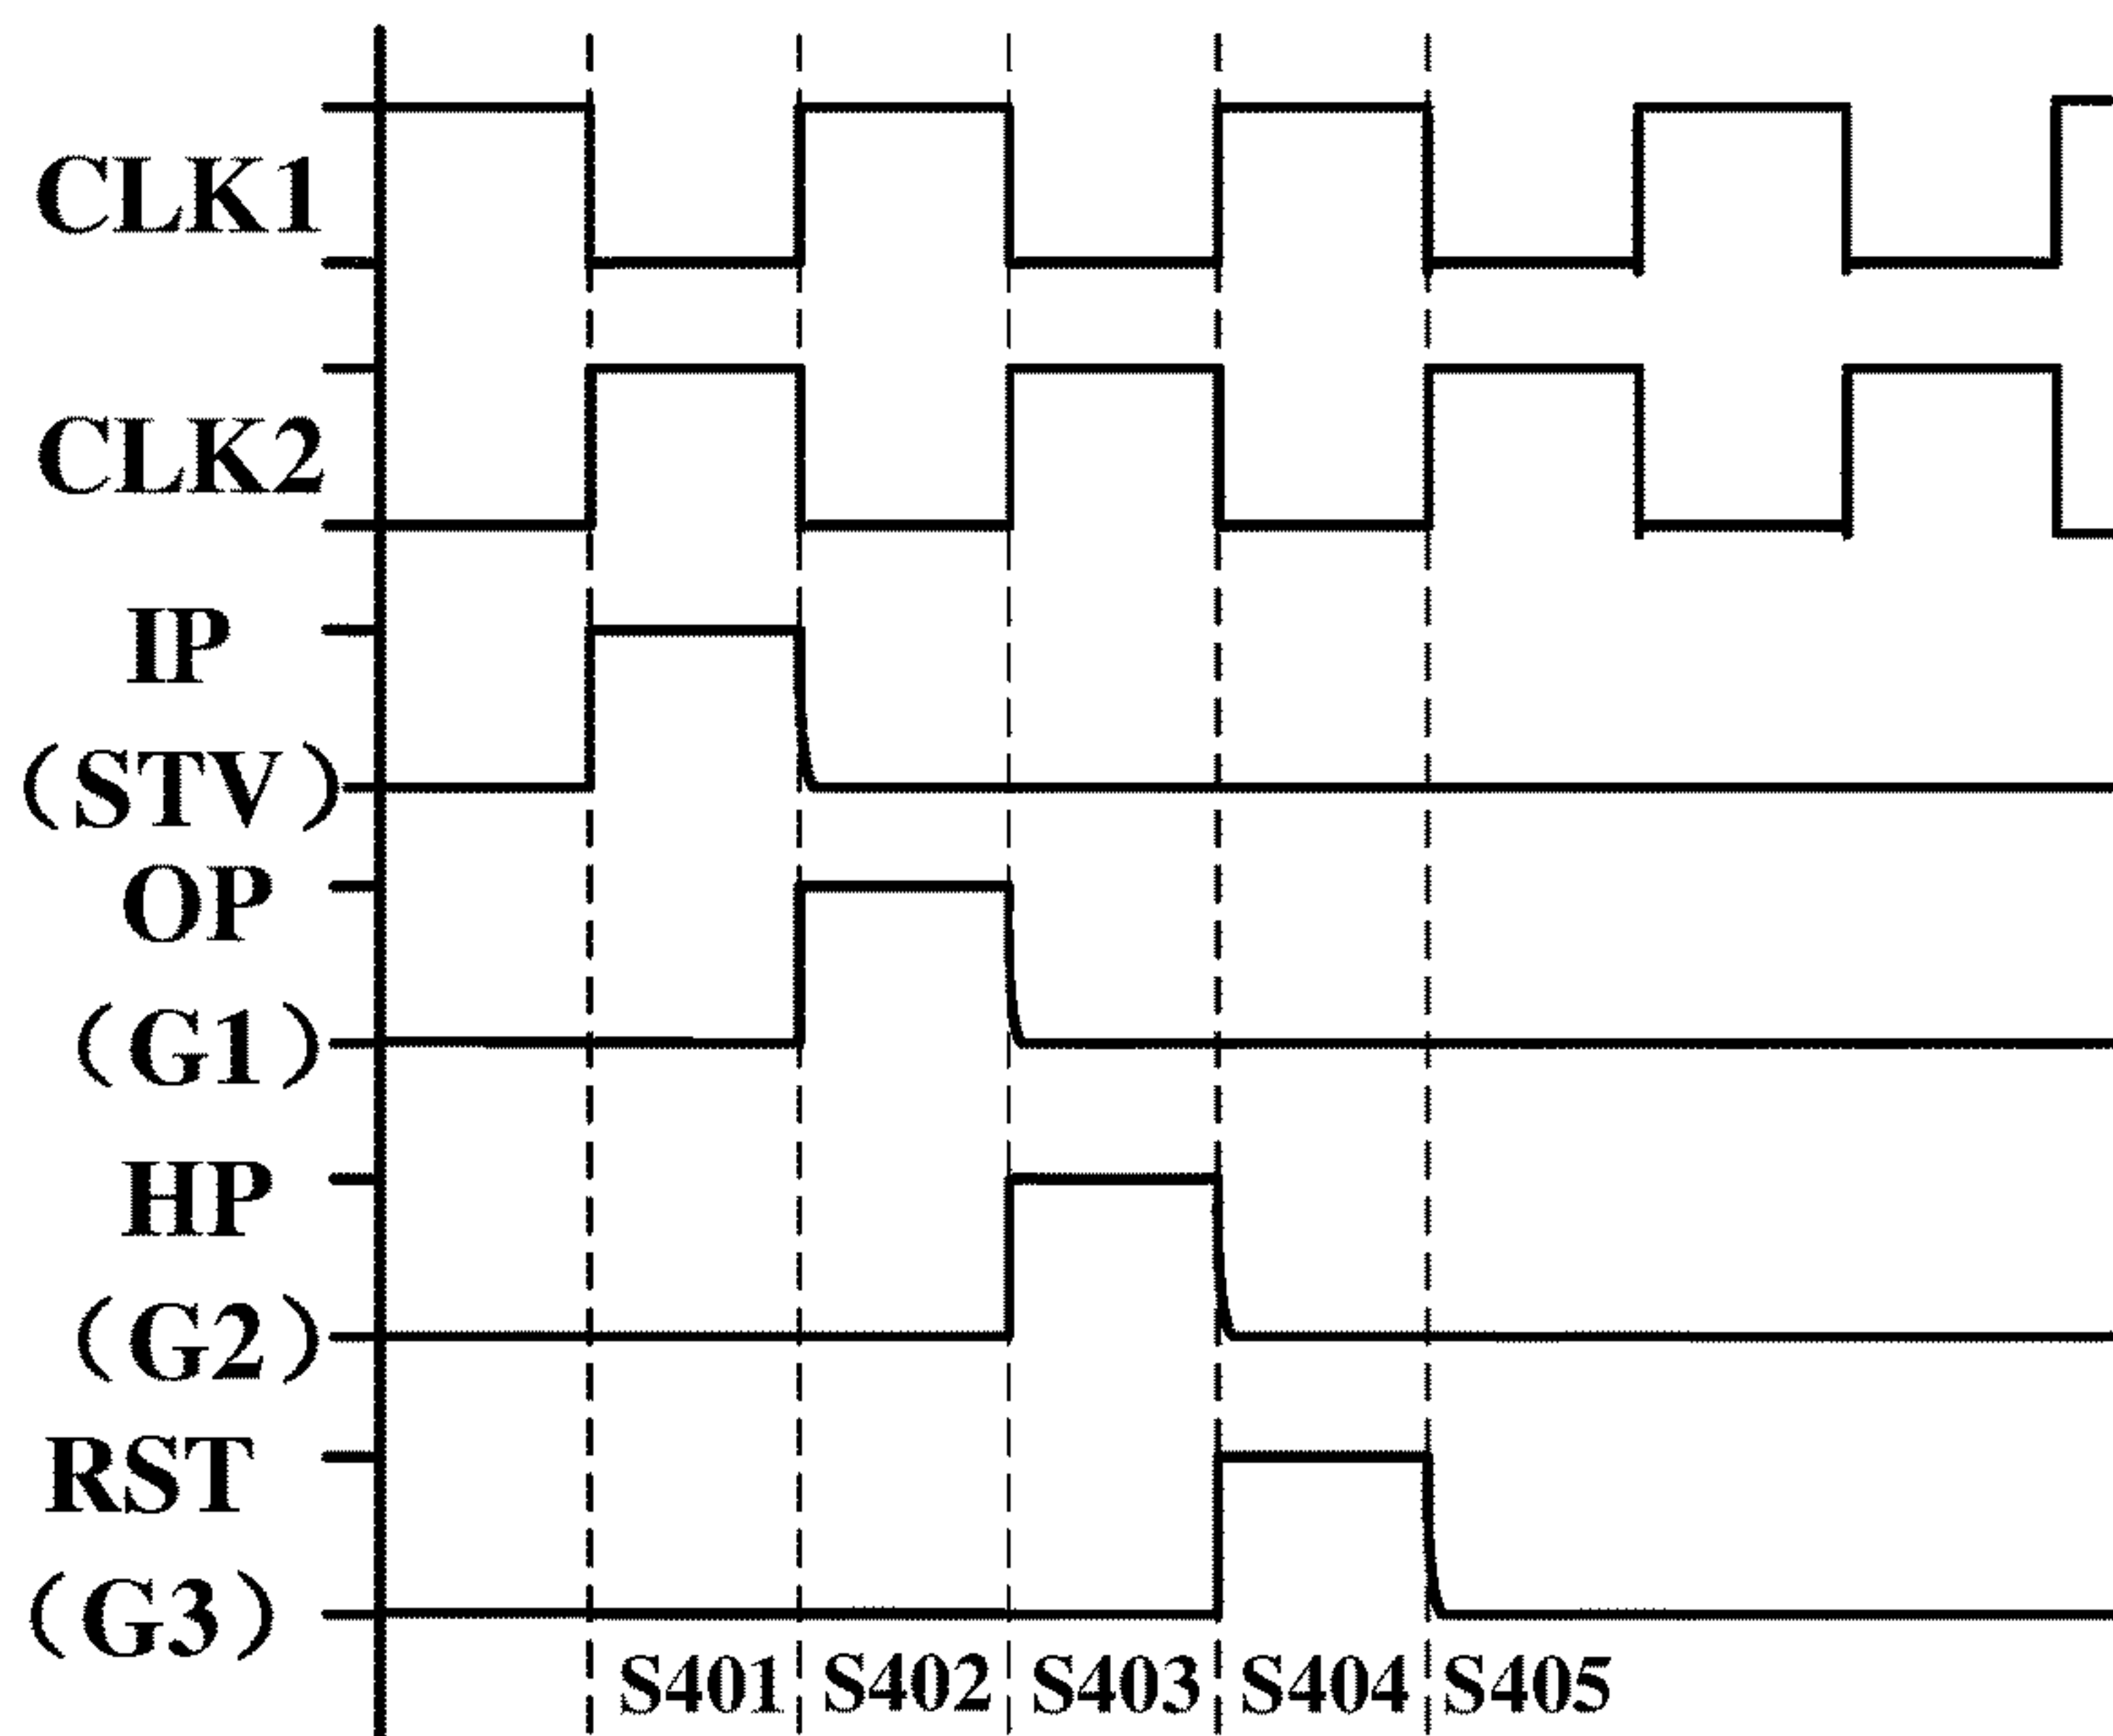 CLK1
CLK2
IP
(STV)
OP
(G1)
HP
(G2)
RST
(G3)
S401 S402 S403 S404 S405